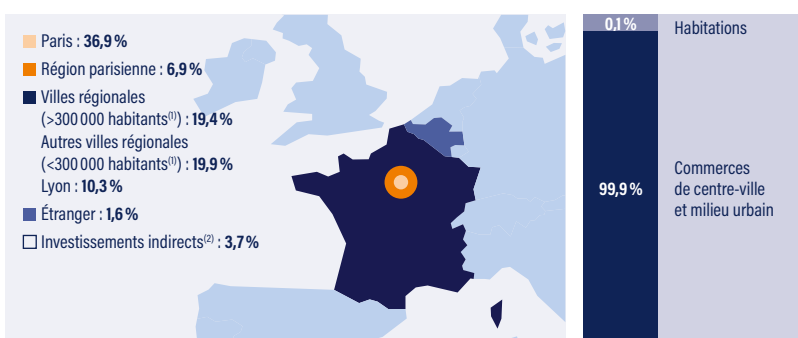 Paris : 36,9 %
Région parisienne : 6,9 %
Villes régionales
(>300 000 habitants(1)) : 19,4 %
Autres villes régionales
(<300 000 habitants(1)) : 19,9 %
Lyon : 10,3 %
Étranger : 1,6 %
Investissements indirects(2) : 3,7 %
0,1 %
Habitations
99,9 %
Commerces
de centre-ville
et milieu urbain